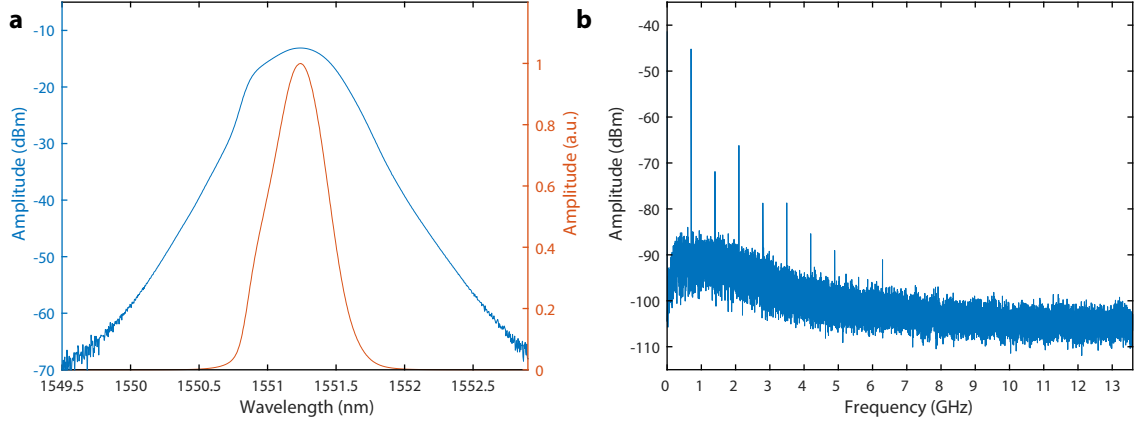 a
-10
-20
-30
-40
-50
-60
-70
Amplitude (dBm)
1
0.8
0.6
0.4
0.2
0
Amplitude (a.u.)
1549.5 1550 1550.5 1551 1551.5 1552 1552.5
Wavelength (nm)
b
-40
-50
-60
-70
-80
-90
-100
-110
Amplitude (dBm)
0 1 2 3 4 5 6 7 8 9 10 11 12 13
Frequency (GHz)